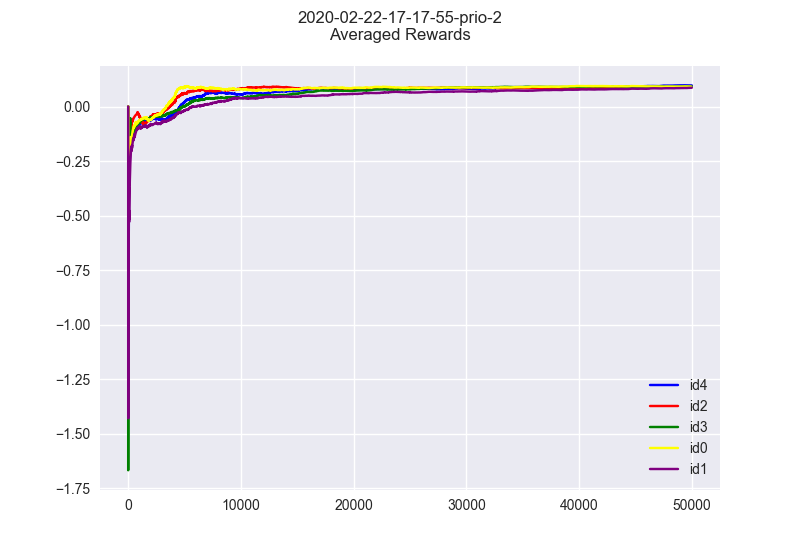 2020-02-22-17-17-55-prio-2
Averaged Rewards
0.00
−0.25
−0.50
−0.75
−1.00
−1.25
−1.50
−1.75
0 10000 20000 30000 40000 50000
id4
id2
id3
id0
id1